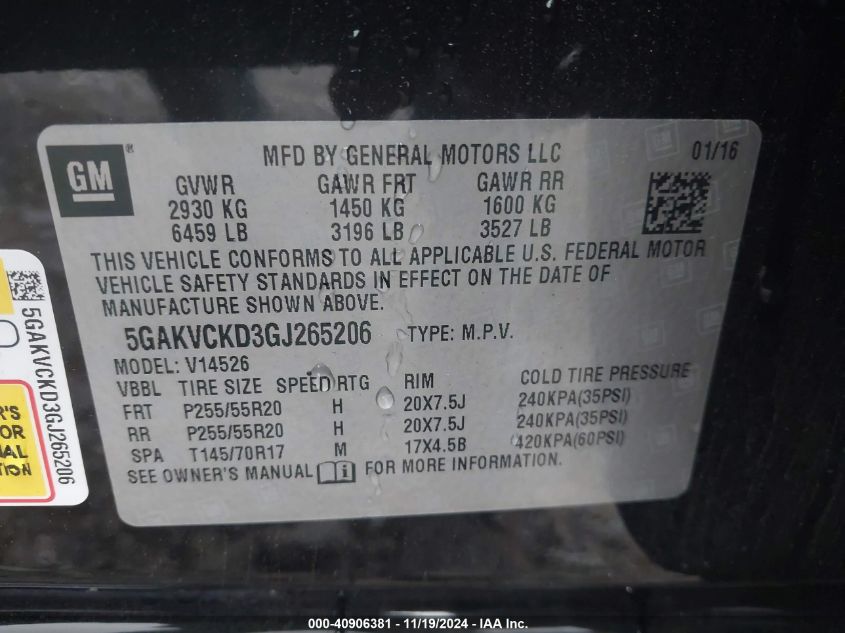 GM ®
MFD BY GENERAL MOTORS LLC 01/16
GVWR GAWR FRT GAWR RR
2930 KG 1450 KG 1600 KG
6459 LB 3196 LB 3527 LB
THIS VEHICLE CONFORMS TO ALL APPLICABLE U.S. FEDERAL MOTOR
VEHICLE SAFETY STANDARDS IN EFFECT ON THE DATE OF
MANUFACTURE SHOWN ABOVE.
5GAKVCKD3GJ265206 TYPE: M.P.V.
MODEL: V14526
VBBL TIRE SIZE SPEED RTG RIM COLD TIRE PRESSURE
FRT P255/55R20 H 20X7.5J 240KPA(35PSI)
RR P255/55R20 H 20X7.5J 240KPA(35PSI)
SPA T145/70R17 M 17X4.5B 420KPA(60PSI)
SEE OWNER'S MANUAL FOR MORE INFORMATION.
5GAKVCKD3GJ265206
000-40906381 - 11/19/2024 - IAA Inc.